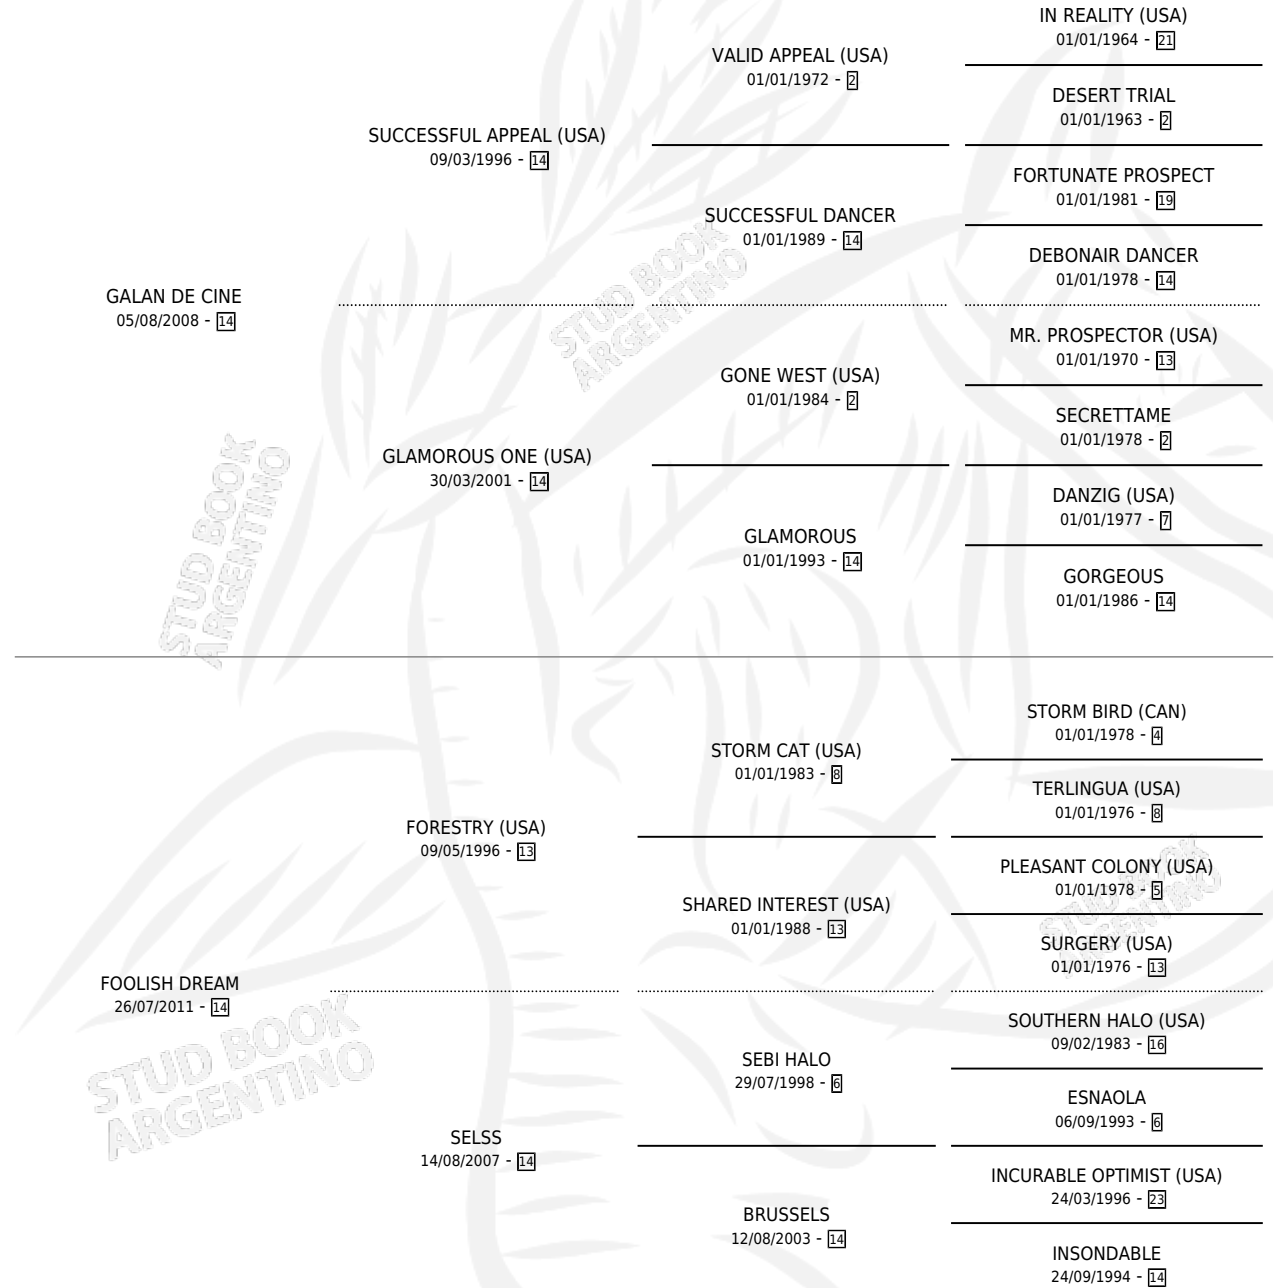 IN REALITY (USA)
01/01/1964 - 21
VALID APPEAL (USA)
01/01/1972 - 2
DESERT TRIAL
01/01/1963 - 2
SUCCESSFUL APPEAL (USA)
09/03/1996 - 14
FORTUNATE PROSPECT
01/01/1981 - 19
SUCCESSFUL DANCER
01/01/1989 - 14
DEBONAIR DANCER
01/01/1978 - 14
GALAN DE CINE
05/08/2008 - 14
MR. PROSPECTOR (USA)
01/01/1970 - 13
GONE WEST (USA)
01/01/1984 - 2
SECRETTAME
01/01/1978 - 2
GLAMOROUS ONE (USA)
30/03/2001 - 14
DANZIG (USA)
01/01/1977 - 7
GLAMOROUS
01/01/1993 - 14
GORGEOUS
01/01/1986 - 14
STUD BOOK
ARGENTINO
STUD BOOK
ARGENTINO
STORM BIRD (CAN)
01/01/1978 - 4
STORM CAT (USA)
01/01/1983 - 8
TERLINGUA (USA)
01/01/1976 - 8
FORESTRY (USA)
09/05/1996 - 13
PLEASANT COLONY (USA)
01/01/1978 - 5
SHARED INTEREST (USA)
01/01/1988 - 13
SURGERY (USA)
01/01/1976 - 13
FOOLISH DREAM
26/07/2011 - 14
SOUTHERN HALO (USA)
09/02/1983 - 16
SEBI HALO
29/07/1998 - 6
ESNAOLA
06/09/1993 - 6
SELSS
14/08/2007 - 14
INCURABLE OPTIMIST (USA)
24/03/1996 - 23
BRUSSELS
12/08/2003 - 14
INSONDABLE
24/09/1994 - 14
STUD BOOK
ARGENTINO
STUD BOOK
ARGENTINO